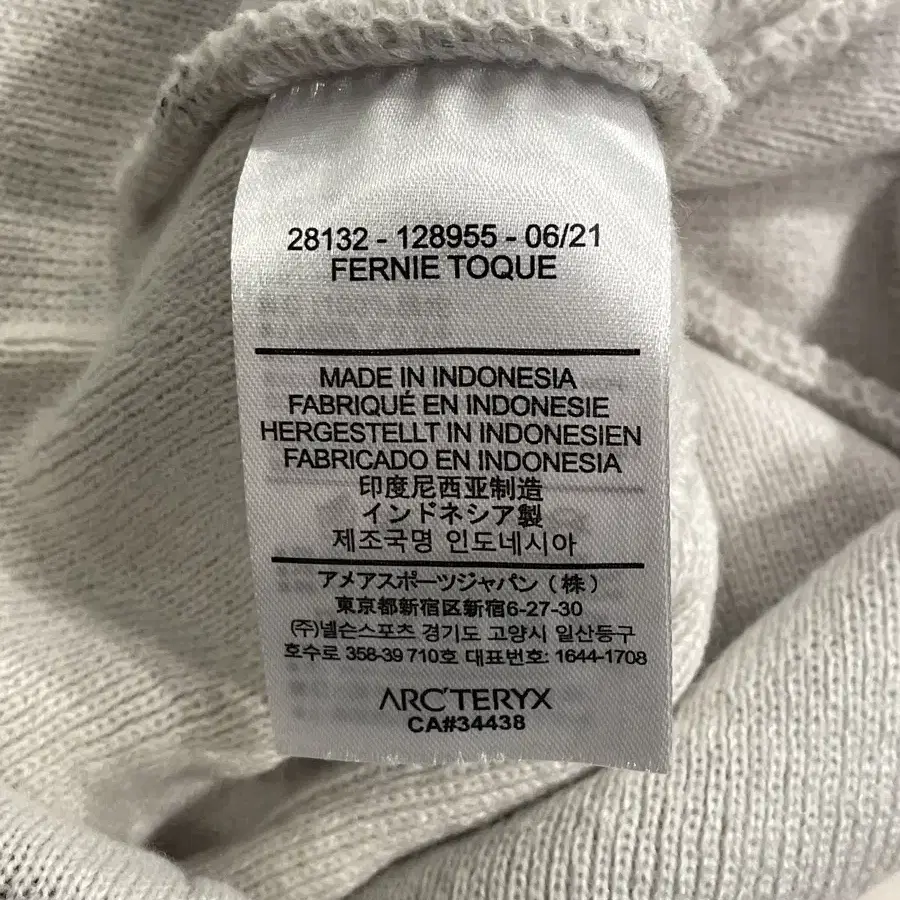 28132 - 128955 - 06/21
FERNIE TOQUE
MADE IN INDONESIA
FABRIQUÉ EN INDONESIE
HERGESTELLT IN INDONESIEN
FABRICADO EN INDONESIA
印度尼西亚制造
インドネシア製
제조국명 인도네시아
アメアスポーツジャパン（株）
東京都新宿区新宿6-27-30
(주)넬슨스포츠 경기도 고양시 일산동구
호수로 358-39 710호 대표번호: 1644-1708
ARC'TERYX
CA#34438